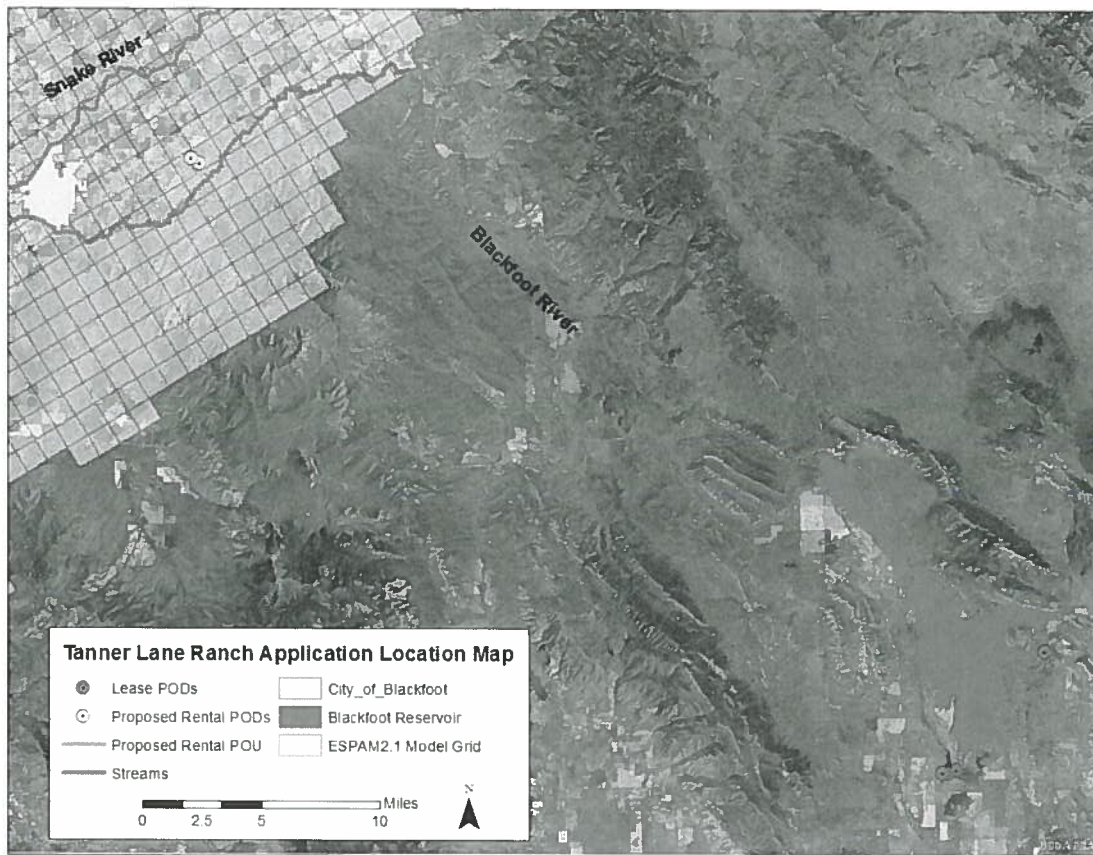 Snake River
Blackfoot River
Tanner Lane Ranch Application Location Map
Lease PODs
City_of_Blackfoot
Proposed Rental PODs
Blackfoot Reservoir
Proposed Rental POU
ESPAM2.1 Model Grid
Streams
Miles
0 2.5 5 10
N